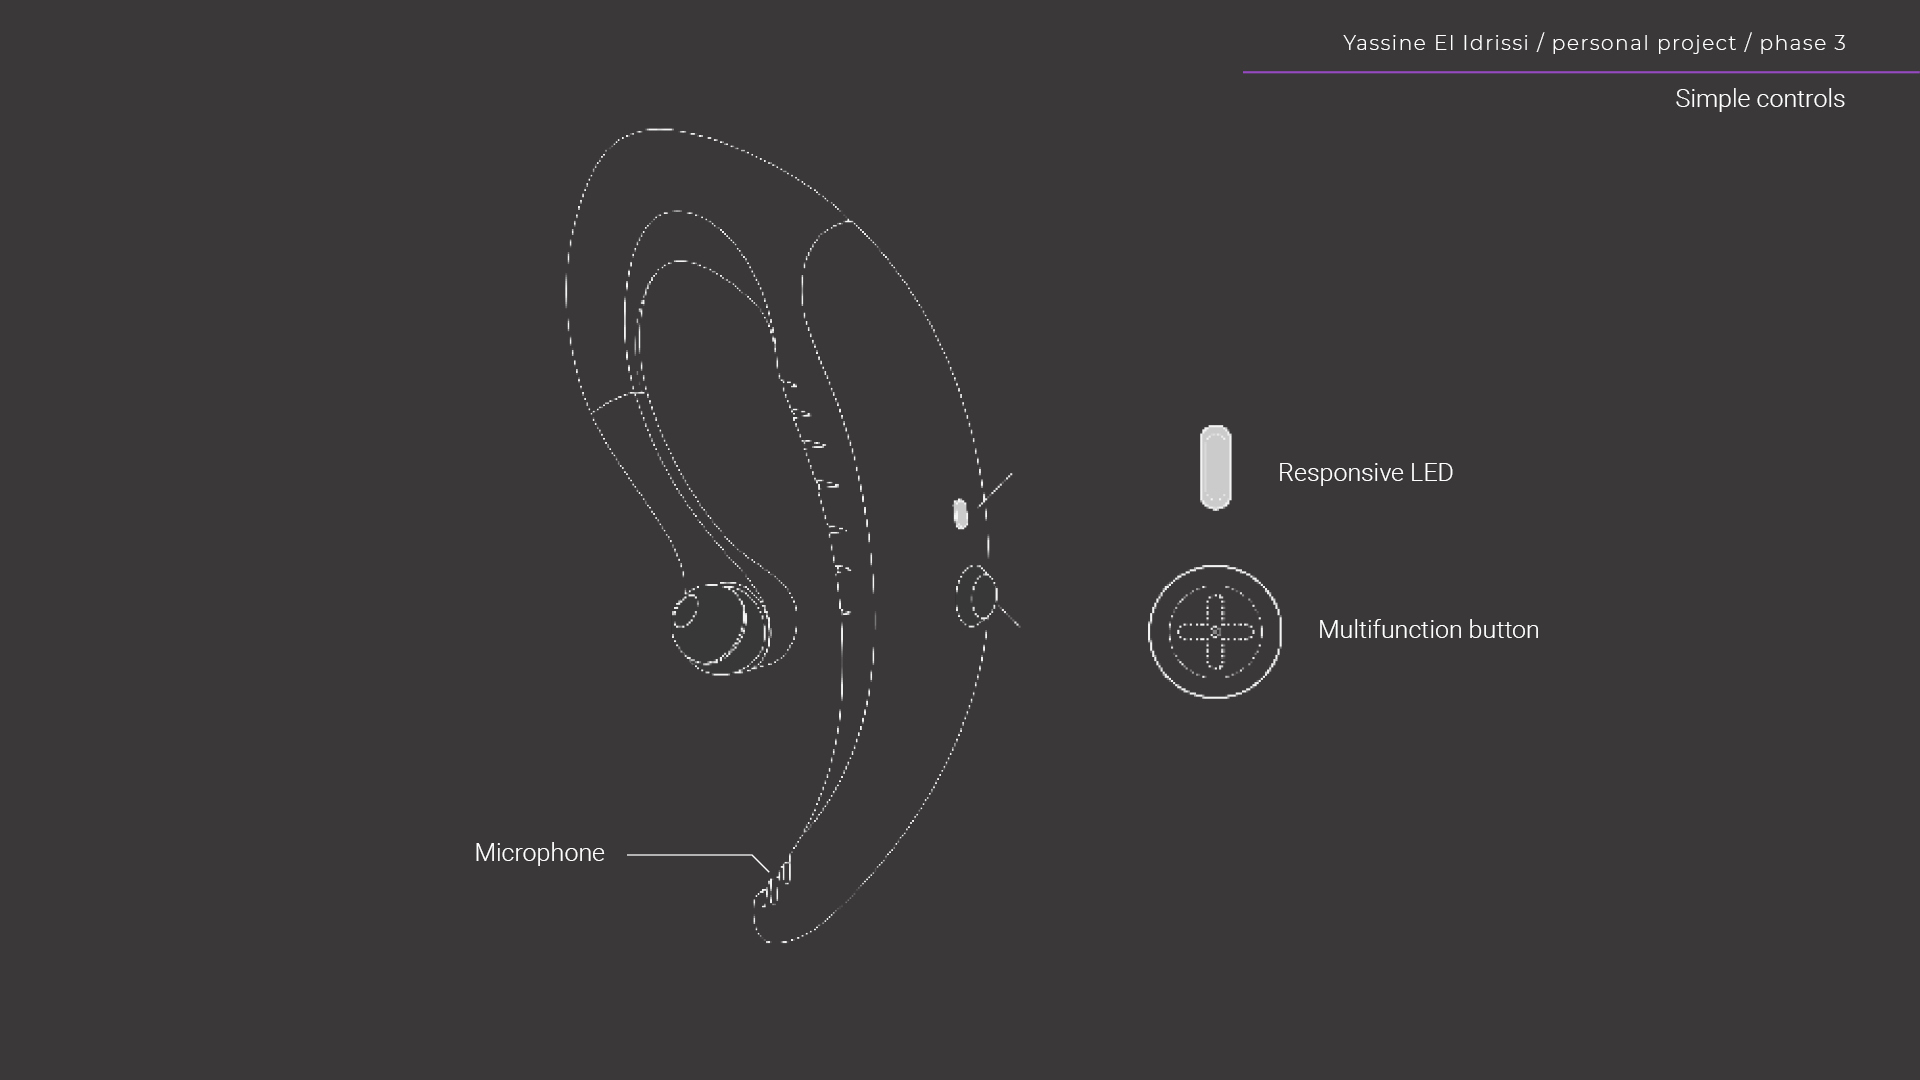 Yassine El Idrissi / personal project / phase 3
Simple controls
Responsive LED
Multifunction button
Microphone